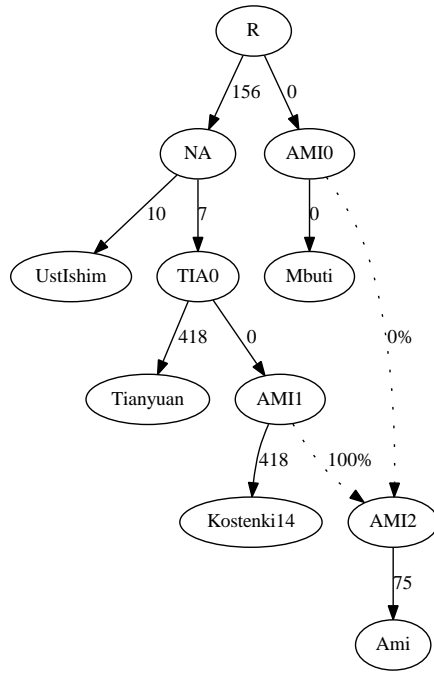 R
156
0
NA
AMI0
10
7
0
UstIshim
TIA0
Mbuti
418
0
0%
Tianyuan
AMI1
418
100%
Kostenki14
AMI2
75
Ami